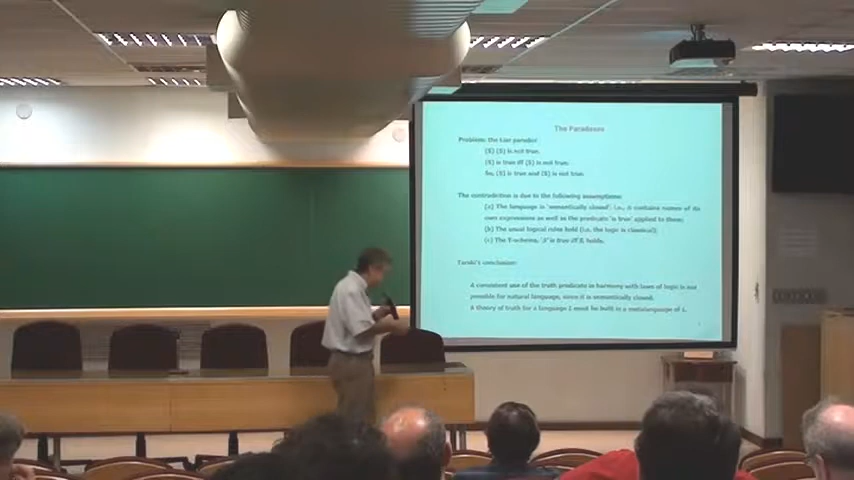 The Paradoxes
Problem: the Liar paradox
(S) (S) is not true.
(S) is true iff (S) is not true.
So, (S) is true and (S) is not true.
The contradiction is due to the following assumptions:
(a) The language is 'semantically closed': i.e., it contains names of its
own expressions as well as the predicate 'is true' applied to them;
(b) The usual logical rules hold (i.e. the logic is classical);
(c) The T-schema, 'S' is true iff S, holds.
Tarski's conclusion:
A consistent use of the truth predicate in harmony with laws of logic is not
possible for natural language, since it is semantically closed.
A theory of truth for a language L must be built in a metalanguage of L.